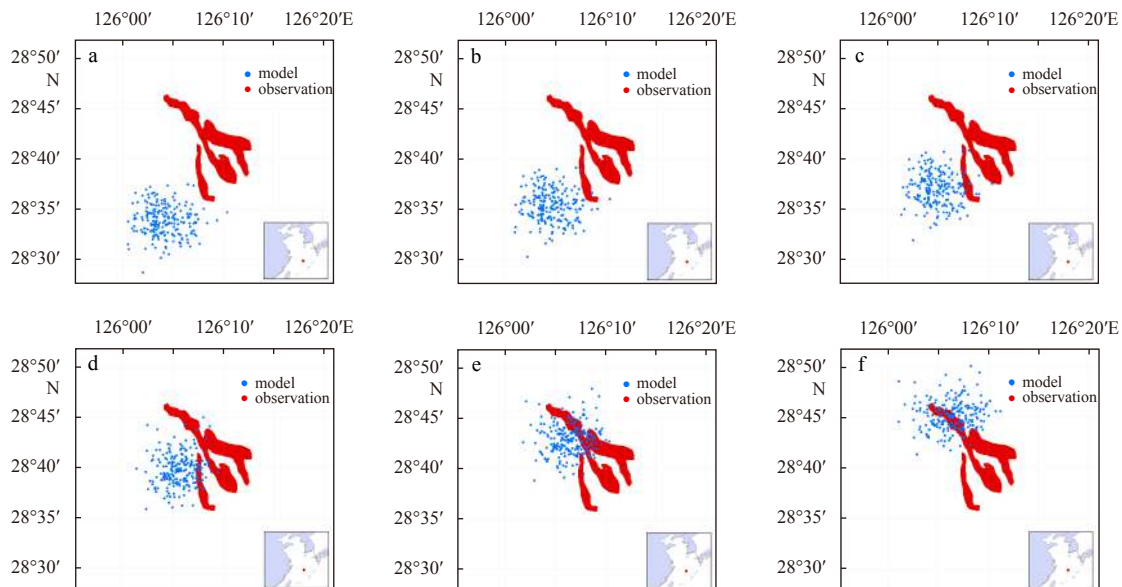 126°00′ 126°10′ 126°20′E 126°00′ 126°10′ 126°20′E 126°00′ 126°10′ 126°20′E
28°50′ a 28°50′ b 28°50′ c
N model N model N model
28°45′ observation 28°45′ observation 28°45′ observation
28°40′ 28°40′ 28°40′
28°35′ 28°35′ 28°35′
28°30′ 28°30′ 28°30′
126°00′ 126°10′ 126°20′E 126°00′ 126°10′ 126°20′E 126°00′ 126°10′ 126°20′E
28°50′ d 28°50′ e 28°50′ f
N model N model N model
28°45′ observation 28°45′ observation 28°45′ observation
28°40′ 28°40′ 28°40′
28°35′ 28°35′ 28°35′
28°30′ 28°30′ 28°30′